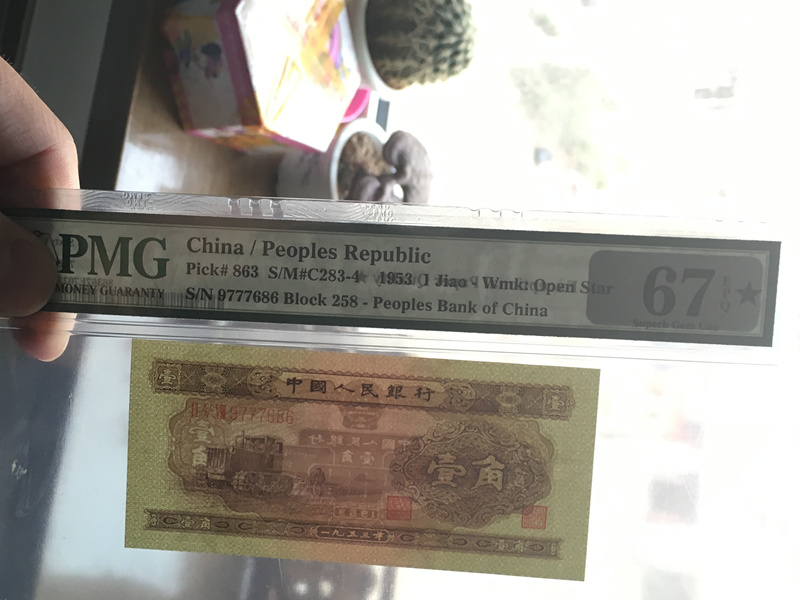 PMG
MONEY GUARANTY
China / Peoples Republic
Pick# 863 S/M#C283-4 1953 1 Jiao - Wmk: Open Star
S/N 9777686 Block 258 - Peoples Bank of China
67 EPQ ★
Superb Gem Unc
中國人民銀行
9777686
壹角
壹角
壹角
一九五三年